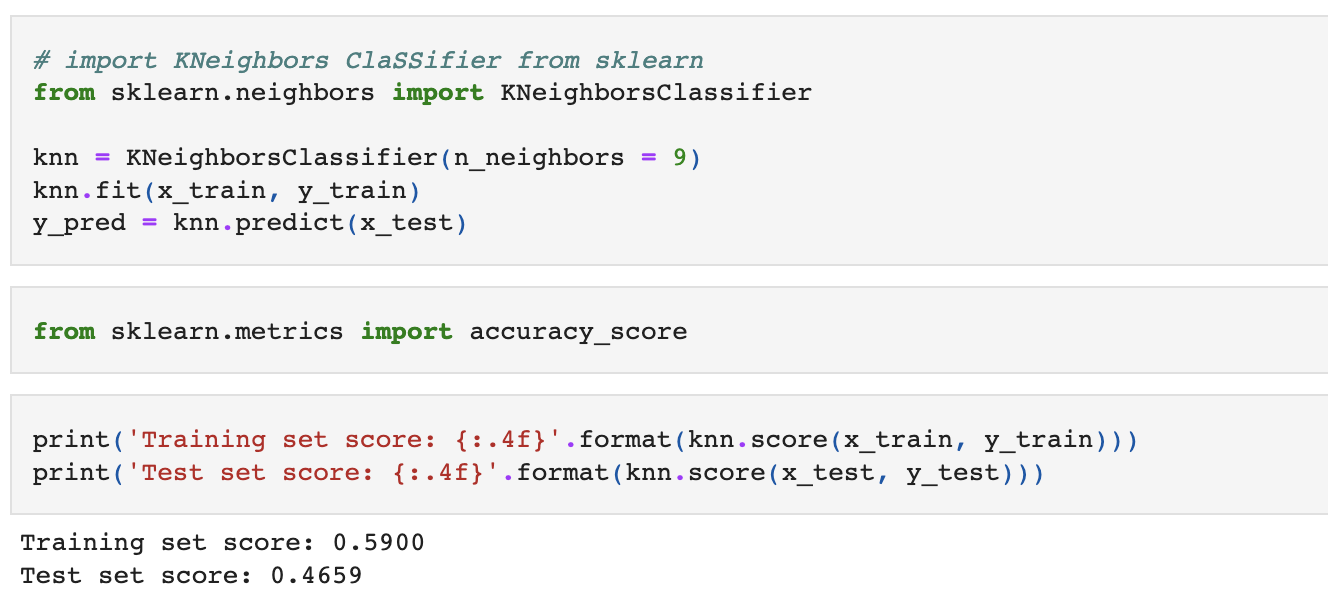 # import KNeighbors ClaSSifier from sklearn
from sklearn.neighbors import KNeighborsClassifier
knn = KNeighborsClassifier(n_neighbors = 9)
knn.fit(x_train, y_train)
y_pred = knn.predict(x_test)
from sklearn.metrics import accuracy_score
print('Training set score: {:.4f}'.format(knn.score(x_train, y_train)))
print('Test set score: {:.4f}'.format(knn.score(x_test, y_test)))
Training set score: 0.5900
Test set score: 0.4659